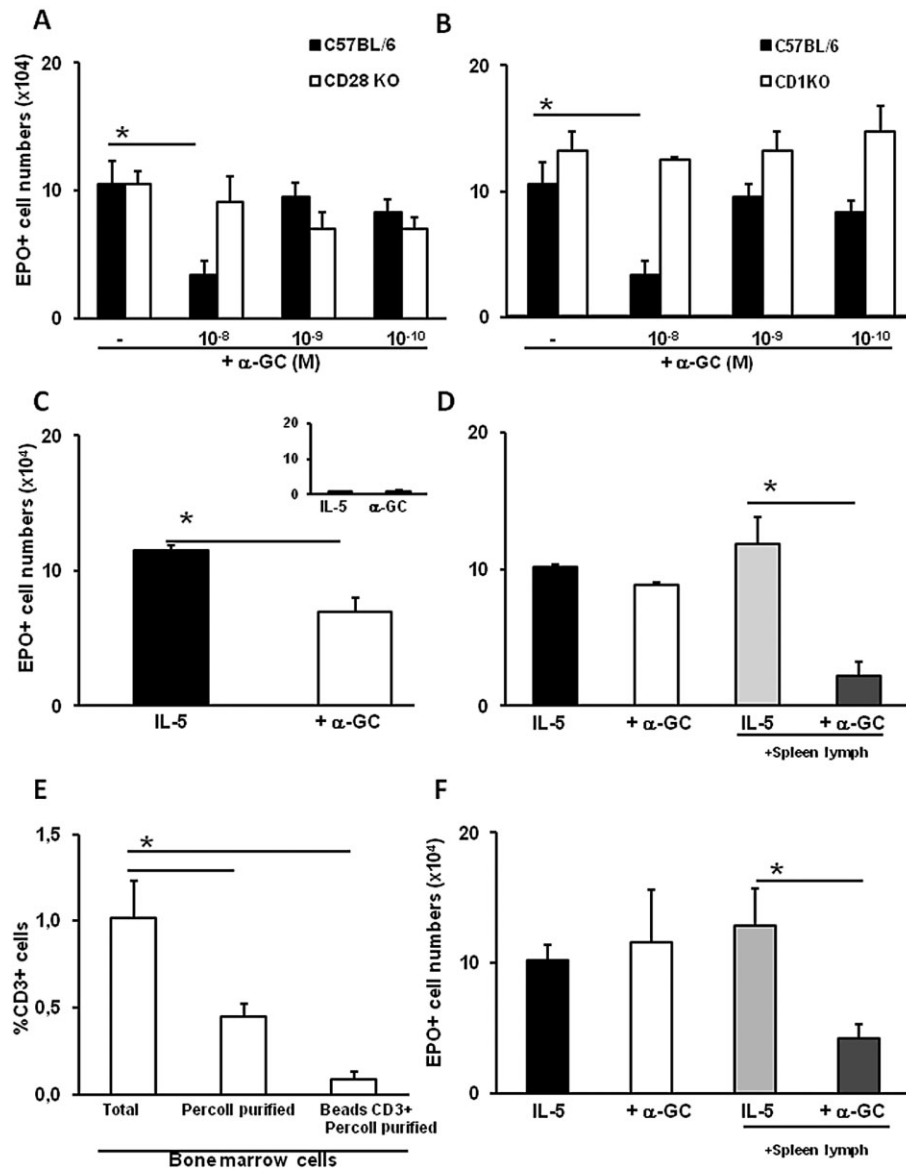 A
C57BL/6
CD28 KO
EPO+ cell numbers (x104)
20
10
0
*
- 10-8 10-9 10-10
+ α-GC (M)
B
C57BL/6
CD1KO
20
10
0
*
- 10-8 10-9 10-10
+ α-GC (M)
C
EPO+ cell numbers (x10⁴)
20
10
0
*
20
10
0
IL-5 α-GC
IL-5 + α-GC
D
20
10
0
*
IL-5 + α-GC IL-5 + α-GC
+Spleen lymph
E
%CD3+ cells
1,5
1,0
0,5
0,0
*
Total Percoll purified Beads CD3+
Percoll purified
Bone marrow cells
F
EPO+ cell numbers (x10⁴)
20
10
0
*
IL-5 + α-GC IL-5 + α-GC
+Spleen lymph